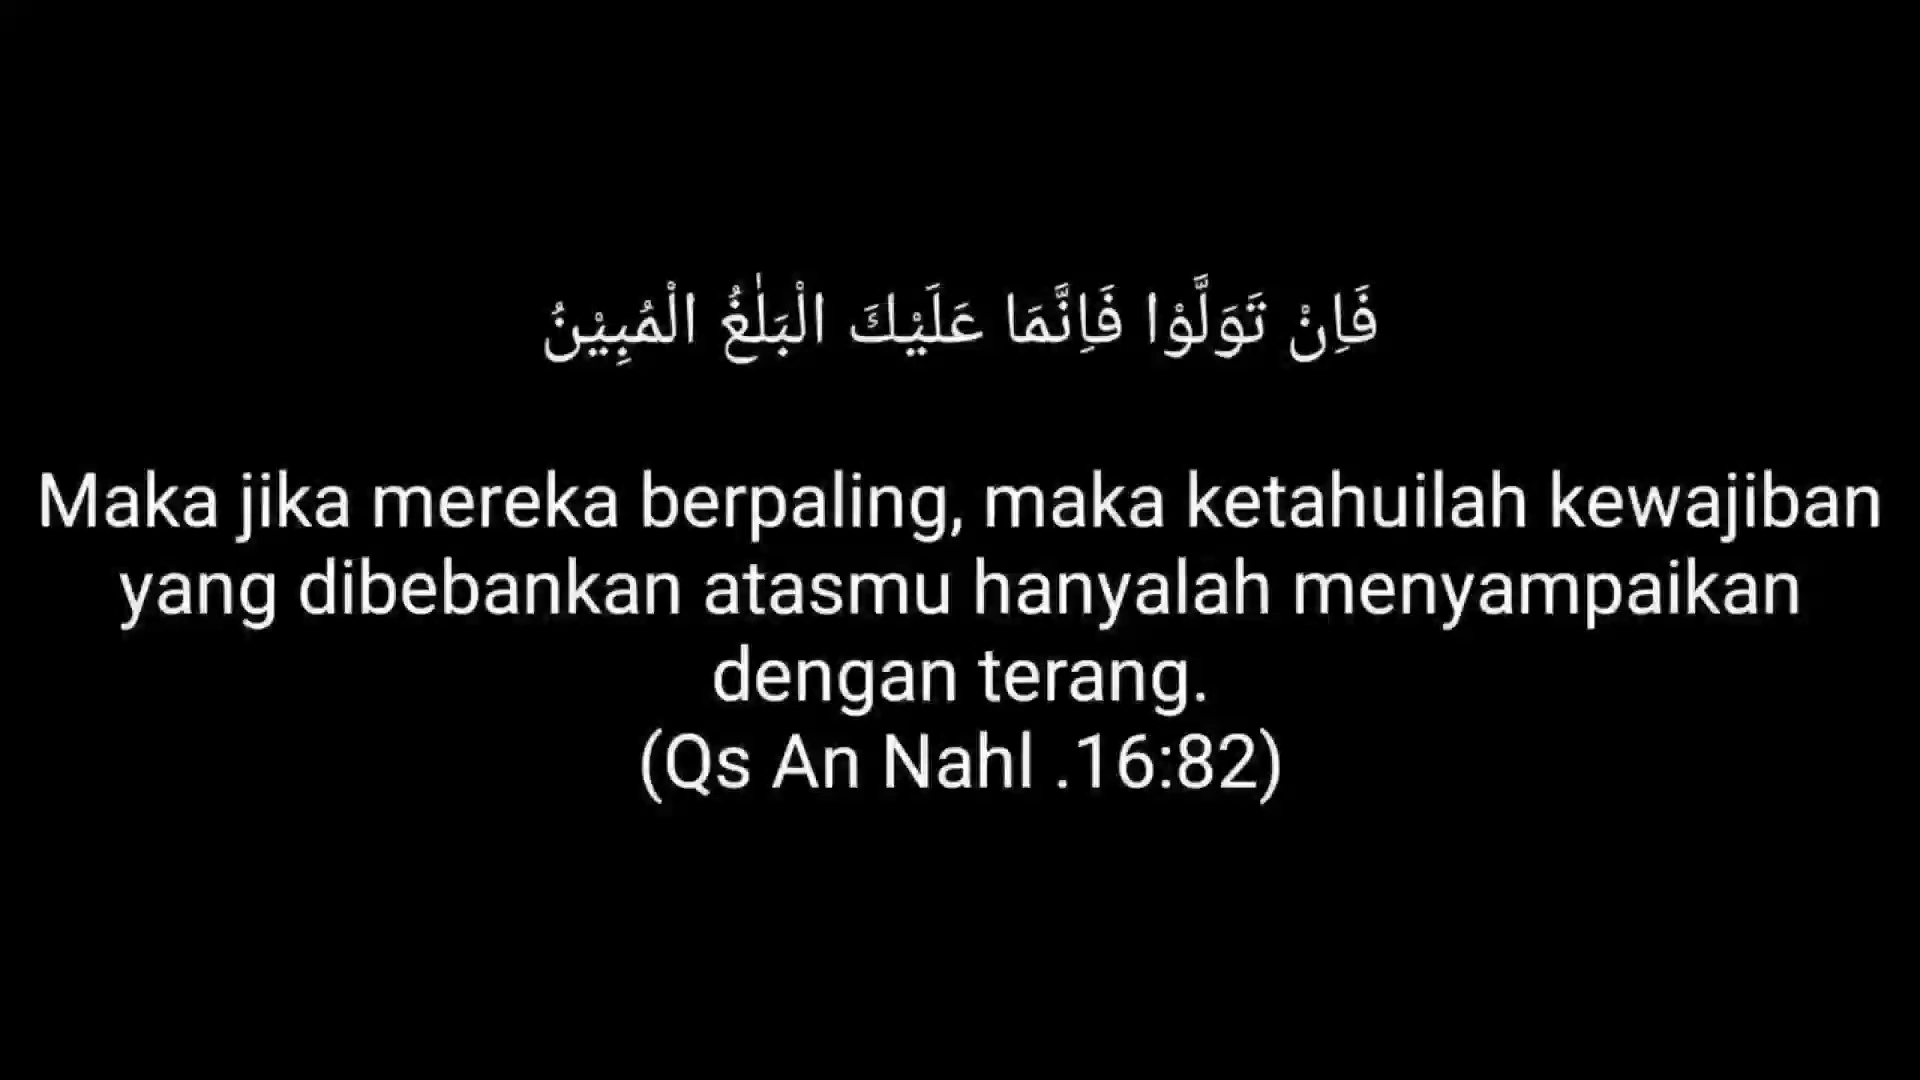 فَاِنْ تَوَلَّوْا فَاِنَّمَا عَلَيْكَ الْبَلٰغُ الْمُبِيْنُ
Maka jika mereka berpaling, maka ketahuilah kewajiban
yang dibebankan atasmu hanyalah menyampaikan
dengan terang.
(Qs An Nahl .16:82)